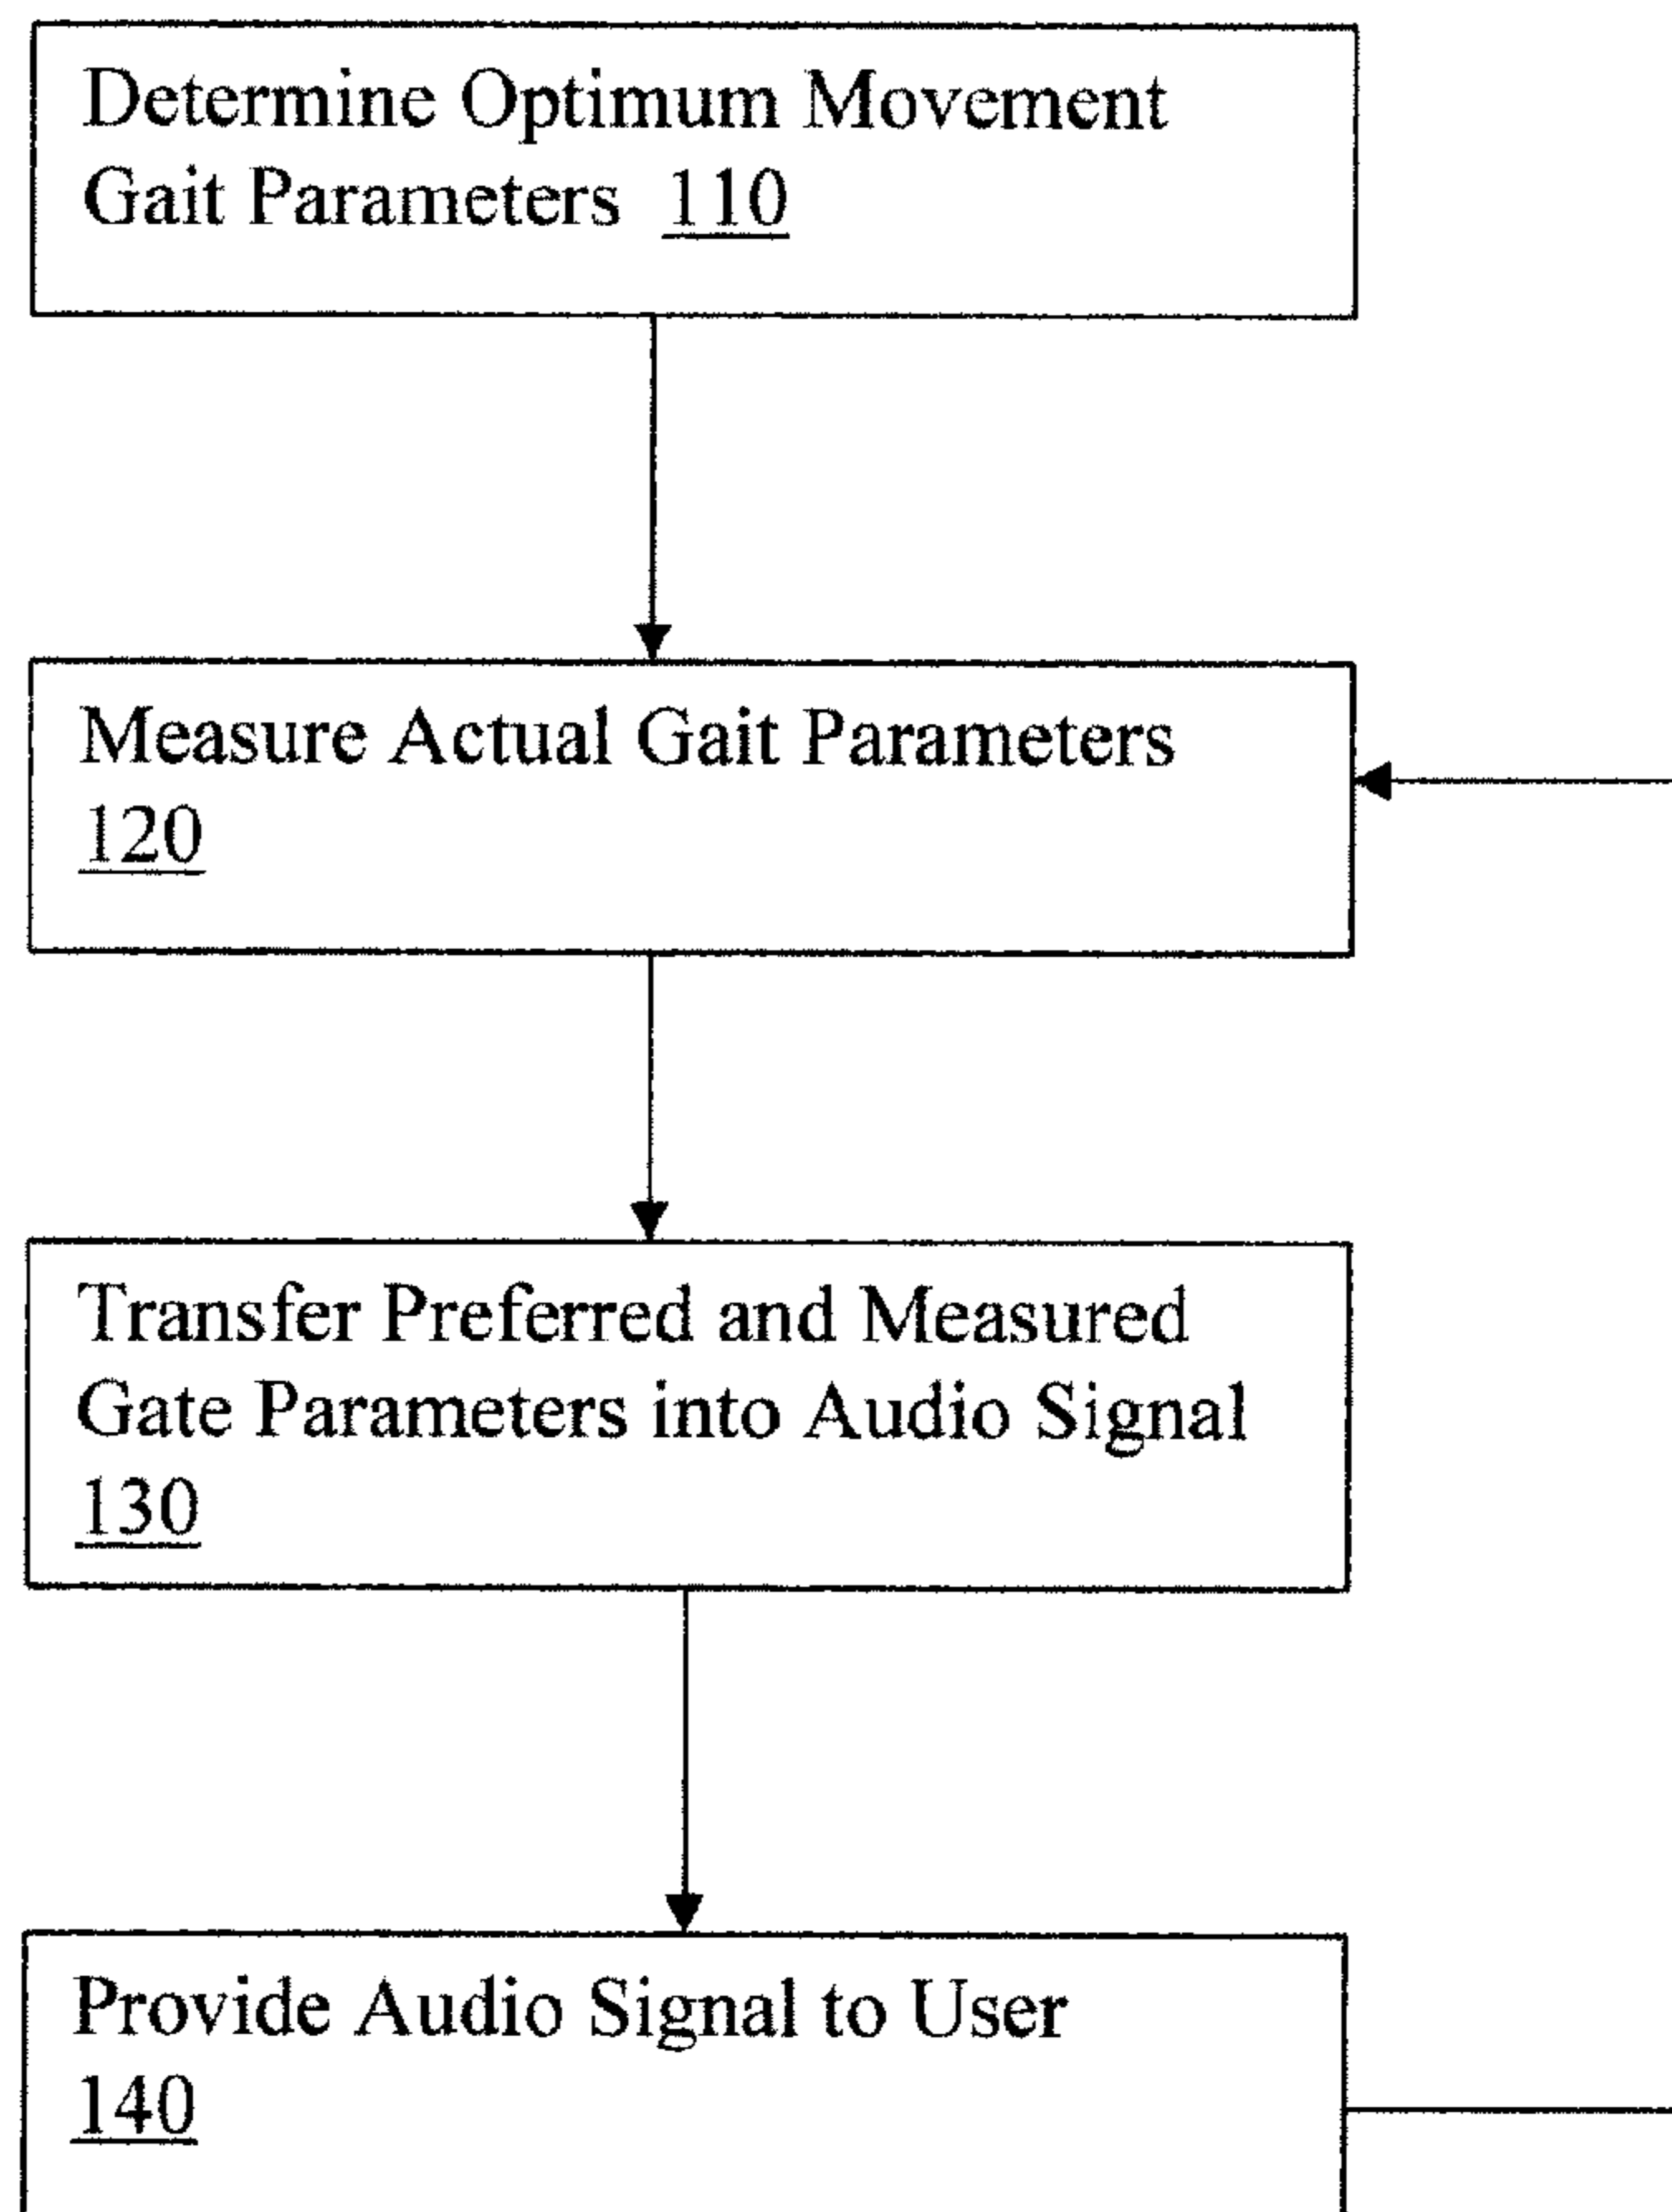 Determine Optimum Movement
Gait Parameters 110
Measure Actual Gait Parameters
120
Transfer Preferred and Measured
Gate Parameters into Audio Signal
130
Provide Audio Signal to User
140